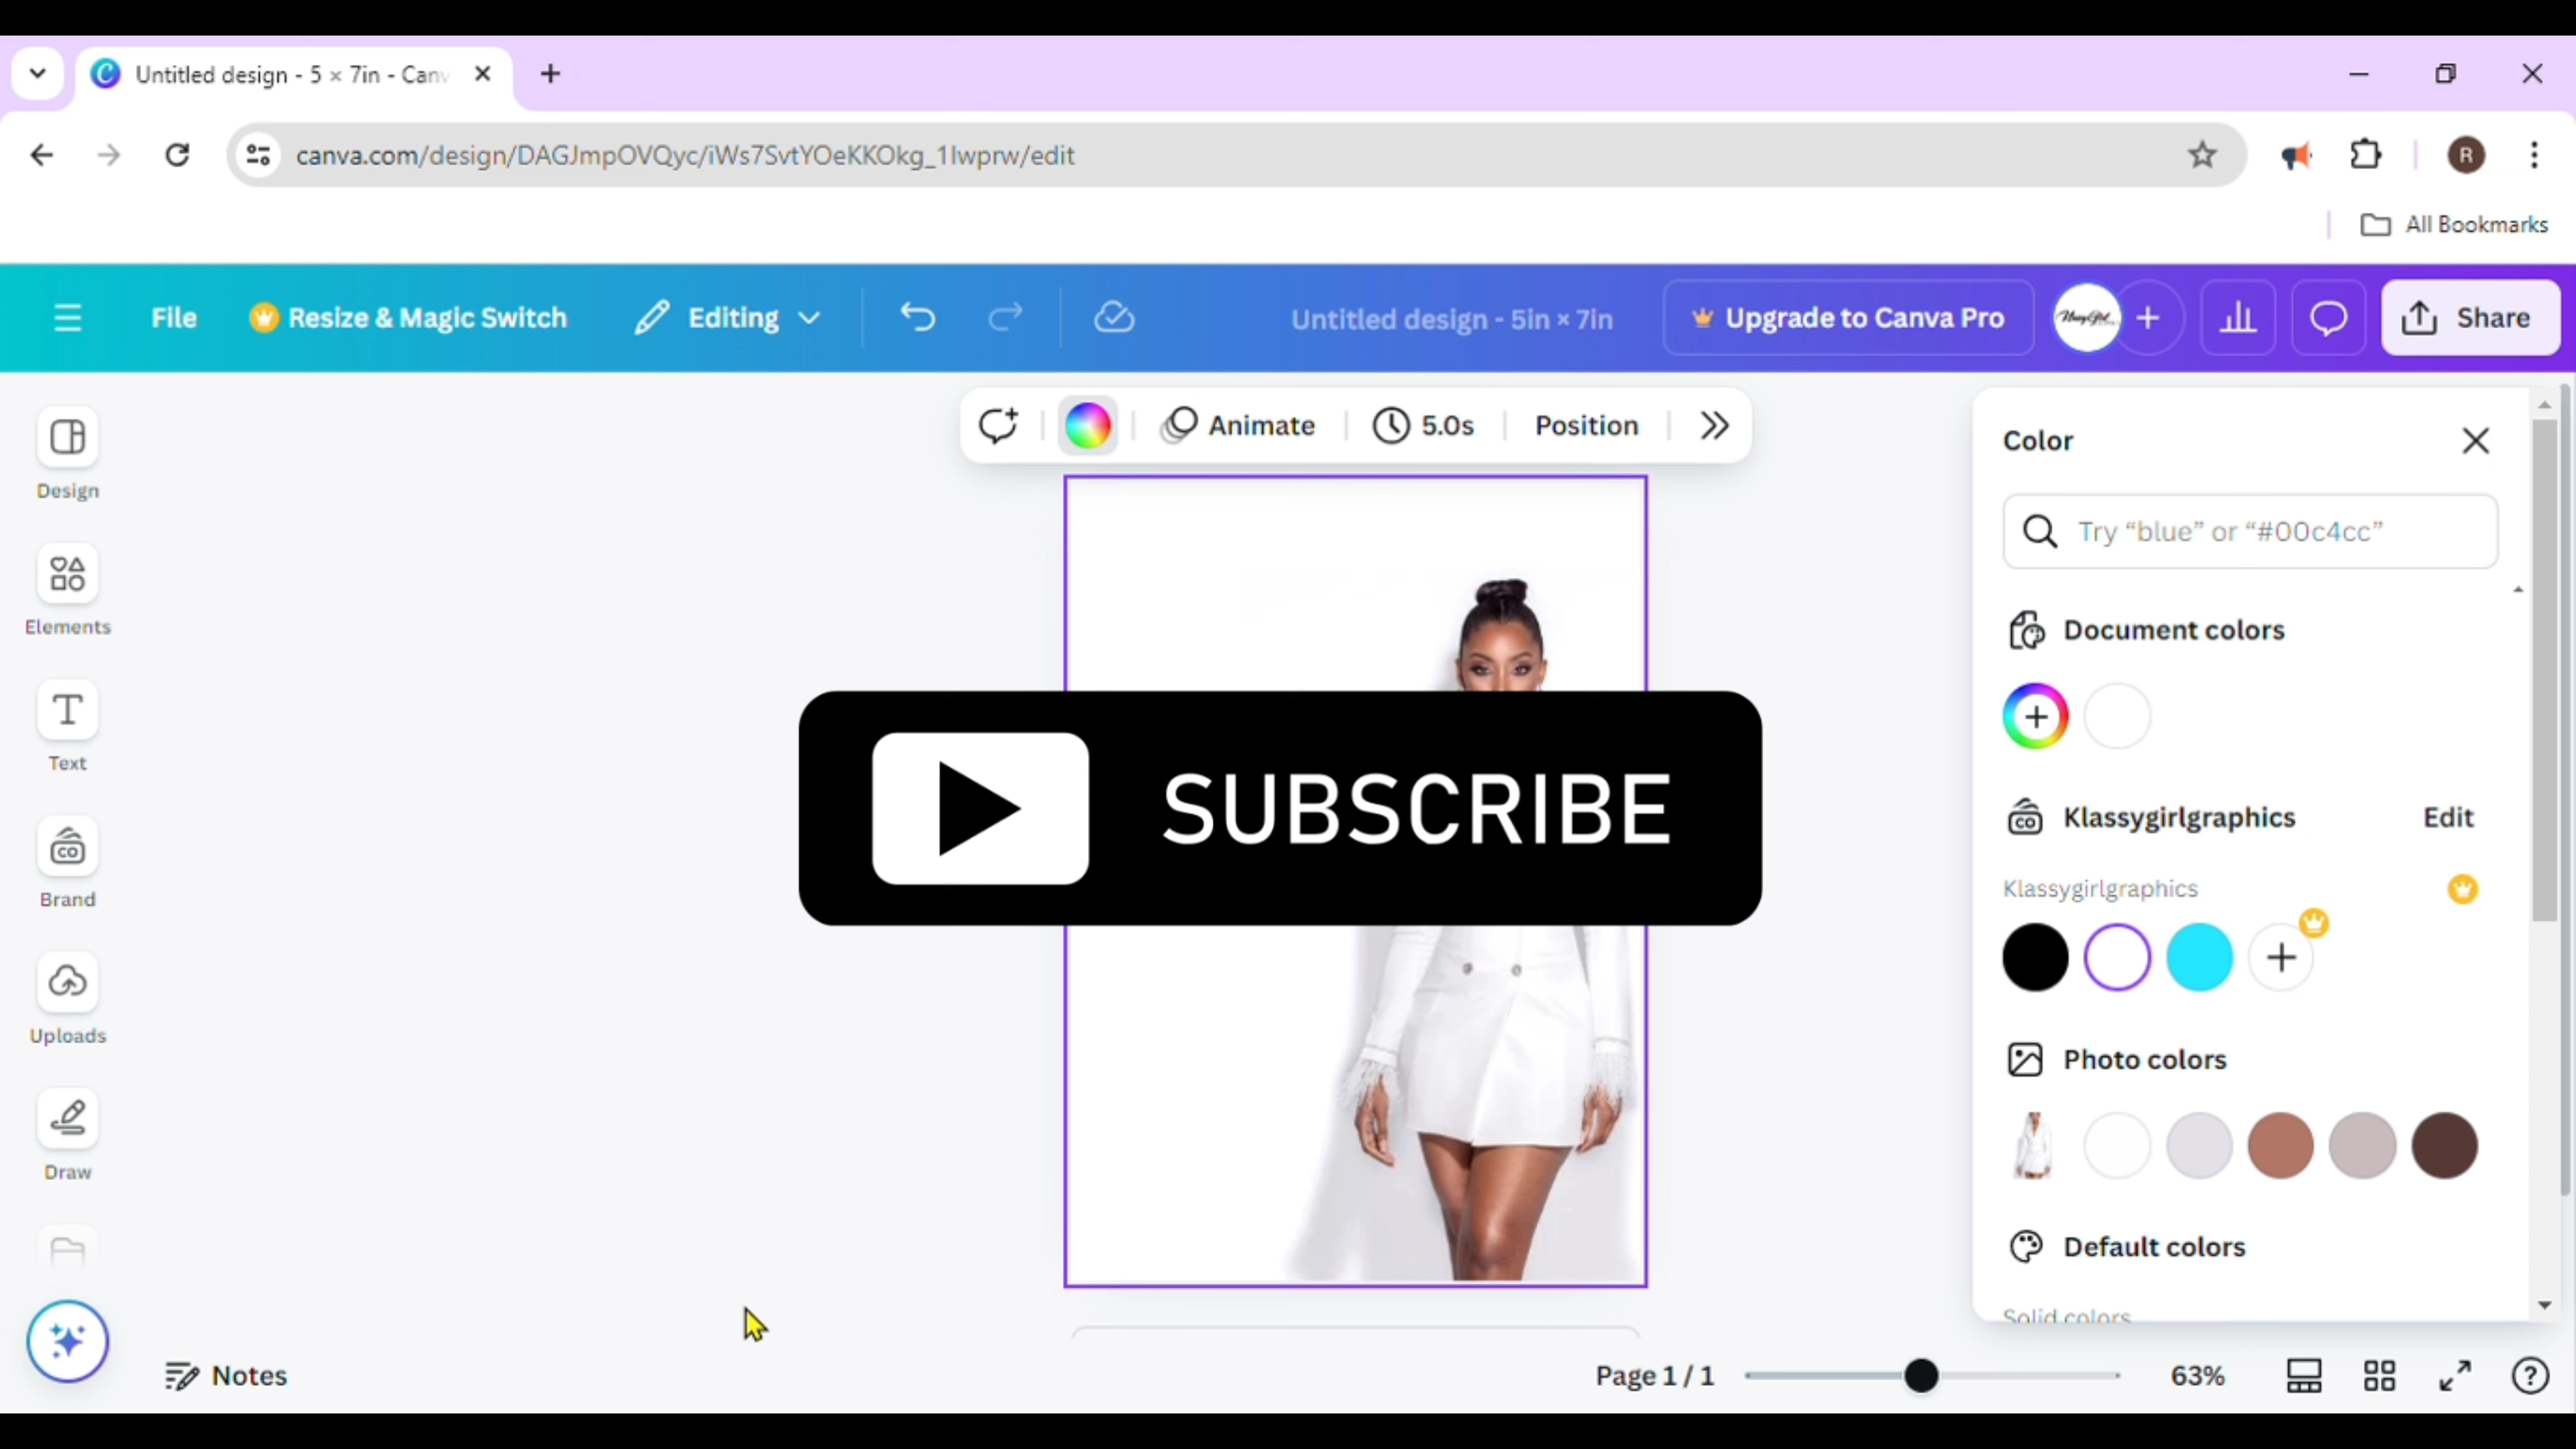 Untitled design - 5 × 7in - Canv
canva.com/design/DAGJmpOVQyc/iWs7SvtYOeKKOkg_1lwprw/edit
R
All Bookmarks
File
Resize & Magic Switch
Editing
Untitled design - 5in × 7in
Upgrade to Canva Pro
Share
Animate
5.0s
Position
Design
Elements
Text
Brand
Uploads
Draw
SUBSCRIBE
Color
Try “blue” or “#00c4cc”
Document colors
Klassygirlgraphics
Edit
Klassygirlgraphics
Photo colors
Default colors
Solid colors
Notes
Page 1 / 1
63%